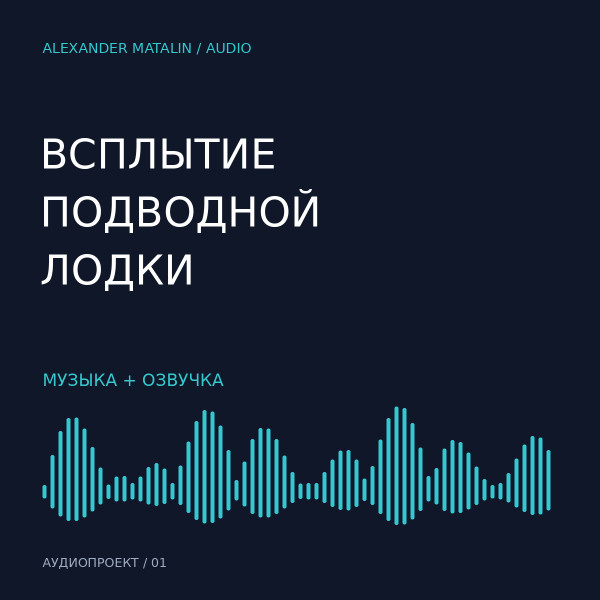 ALEXANDER MATALIN / AUDIO
ВСПЛЫТИЕ
ПОДВОДНОЙ
ЛОДКИ
МУЗЫКА + ОЗВУЧКА
АУДИОПРОЕКТ / 01